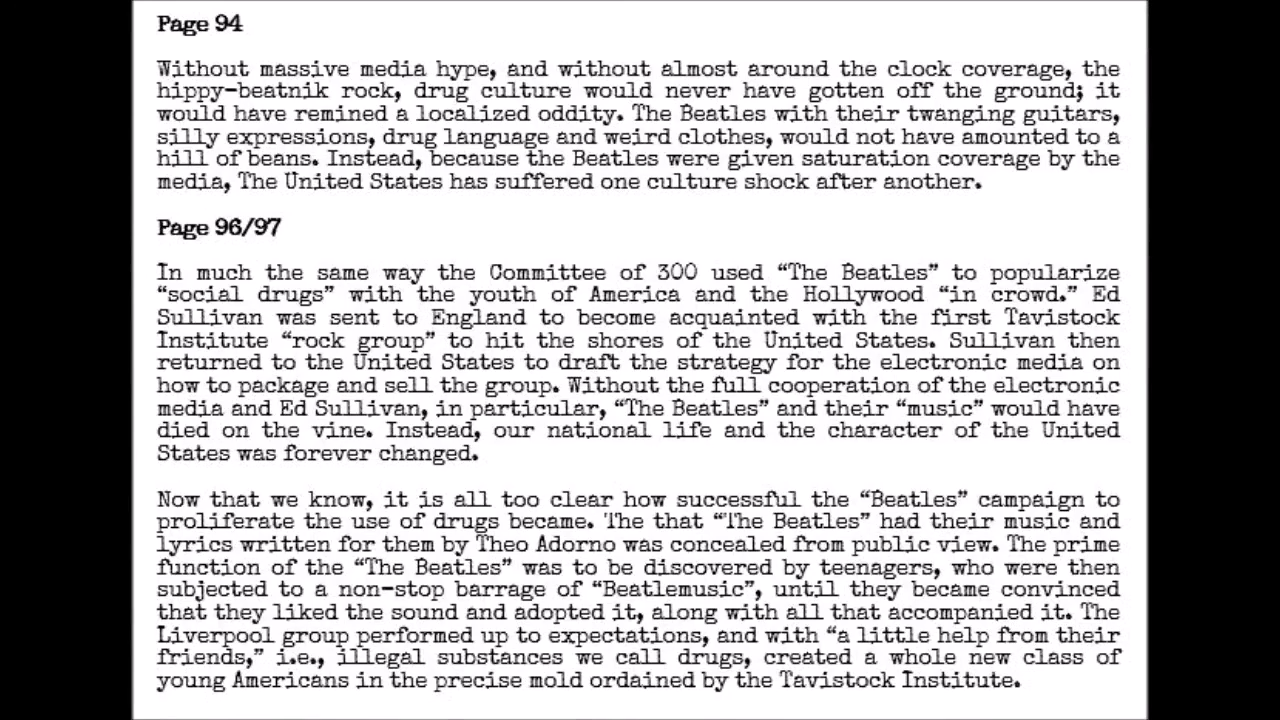 Page 94
Without massive media hype, and without almost around the clock coverage, the
hippy-beatnik rock, drug culture would never have gotten off the ground; it
would have remined a localized oddity. The Beatles with their twanging guitars,
silly expressions, drug language and weird clothes, would not have amounted to a
hill of beans. Instead, because the Beatles were given saturation coverage by the
media, The United States has suffered one culture shock after another.
Page 96/97
In much the same way the Committee of 300 used “The Beatles” to popularize
“social drugs” with the youth of America and the Hollywood “in crowd.” Ed
Sullivan was sent to England to become acquainted with the first Tavistock
Institute “rock group” to hit the shores of the United States. Sullivan then
returned to the United States to draft the strategy for the electronic media on
how to package and sell the group. Without the full cooperation of the electronic
media and Ed Sullivan, in particular, “The Beatles” and their “music” would have
died on the vine. Instead, our national life and the character of the United
States was forever changed.
Now that we know, it is all too clear how successful the “Beatles” campaign to
proliferate the use of drugs became. The that “The Beatles” had their music and
lyrics written for them by Theo Adorno was concealed from public view. The prime
function of the “The Beatles” was to be discovered by teenagers, who were then
subjected to a non-stop barrage of “Beatlemusic”, until they became convinced
that they liked the sound and adopted it, along with all that accompanied it. The
Liverpool group performed up to expectations, and with “a little help from their
friends,” i.e., illegal substances we call drugs, created a whole new class of
young Americans in the precise mold ordained by the Tavistock Institute.